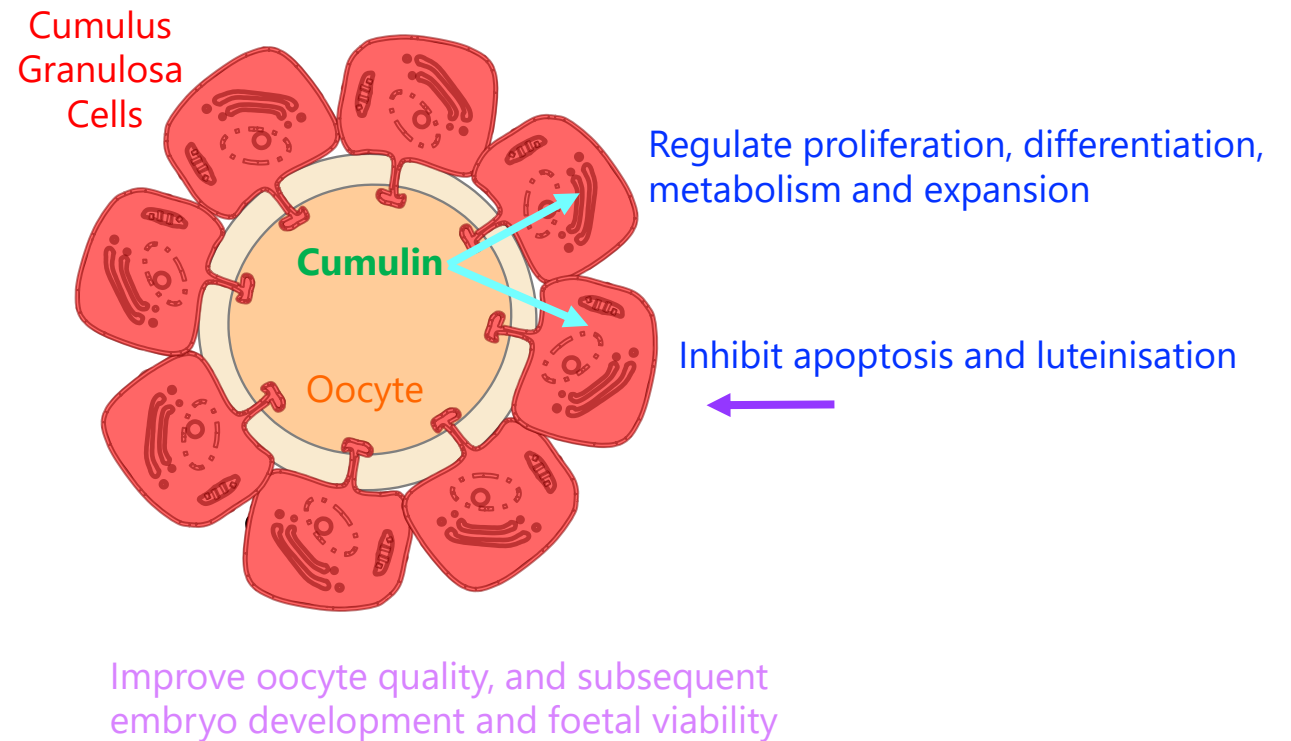 Cumulus
Granulosa
Cells
Regulate proliferation, differentiation,
metabolism and expansion
Cumulin
Inhibit apoptosis and luteinisation
Oocyte
Improve oocyte quality, and subsequent
embryo development and foetal viability